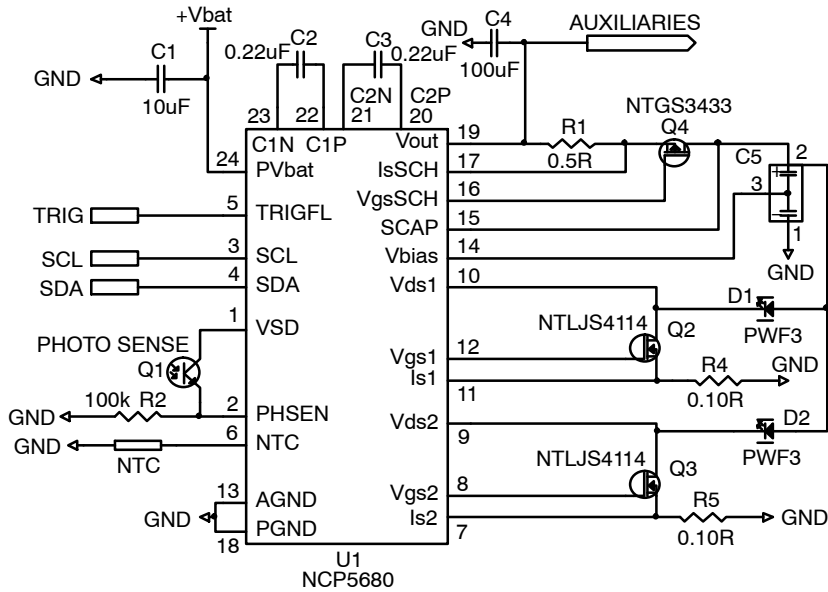 +Vbat
C4
GND
AUXILIARIES
C1
C2
C3
0.22uF
0.22uF
100uF
GND
10uF
C2N
C2P
NTGS3433
23
22
21
20
C1N
C1P
Vout
19
R1
Q4
24
PVbat
IsSCH
17
0.5R
C5
2
VgsSCH
16
+
3
TRIG
5
TRIGFL
SCAP
15
−
1
SCL
3
SCL
Vbias
14
GND
SDA
4
SDA
Vds1
10
D1
1
VSD
NTLJS4114
Q2
PWF3
PHOTO SENSE
Q1
Vgs1
12
R4
GND
Is1
11
0.10R
100k
R2
GND
2
PHSEN
Vds2
9
D2
GND
6
NTC
NTC
NTLJS4114
Q3
PWF3
13
AGND
Vgs2
8
R5
GND
PGND
Is2
7
GND
18
0.10R
U1
NCP5680